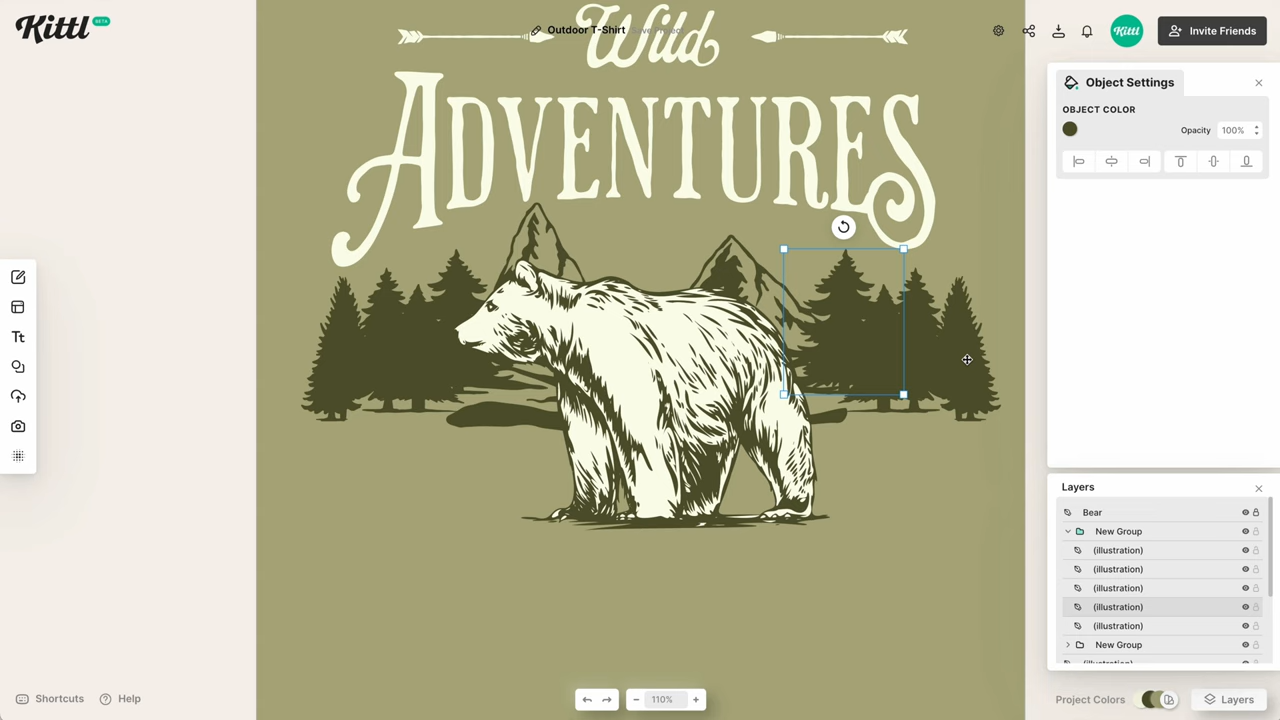 Kittl BETA
Outdoor T-Shirt
Wild
ADVENTURES
Kittl
Invite Friends
Object Settings
OBJECT COLOR
Opacity 100%
Tt
Layers
Bear
New Group
(illustration)
(illustration)
(illustration)
(illustration)
(illustration)
New Group
(illustration)
Shortcuts
Help
110%
Project Colors
Layers